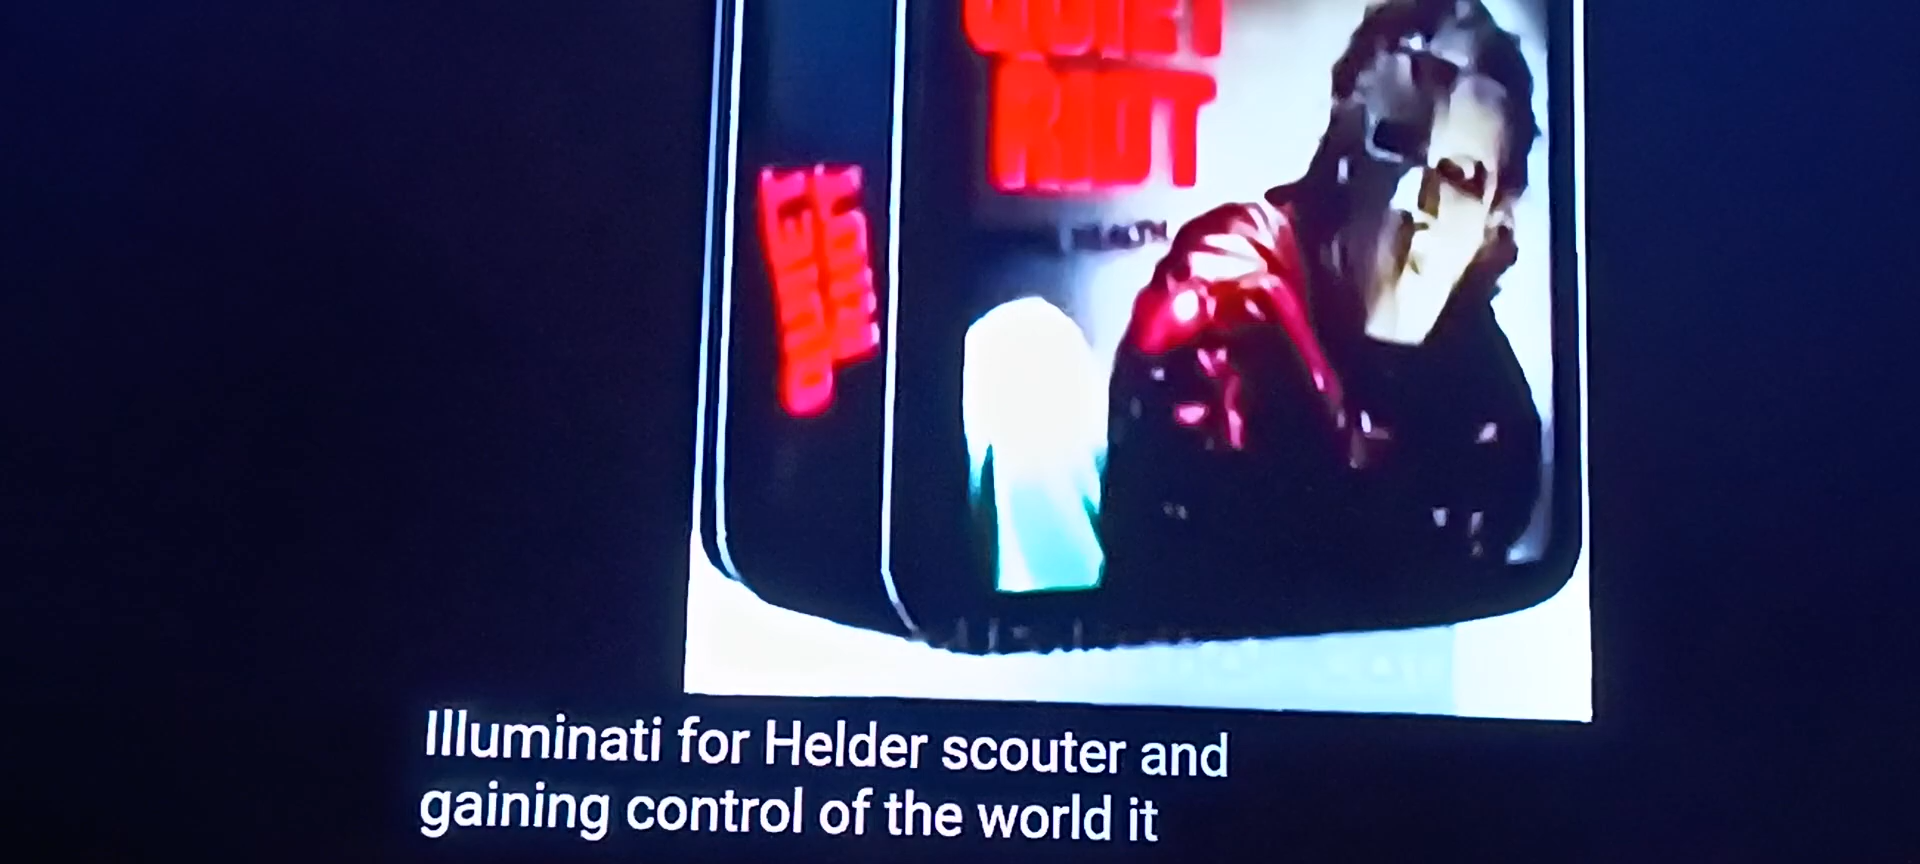 QUIET
RIOT
QUIET
RIOT
Illuminati for Helder scouter and
gaining control of the world it